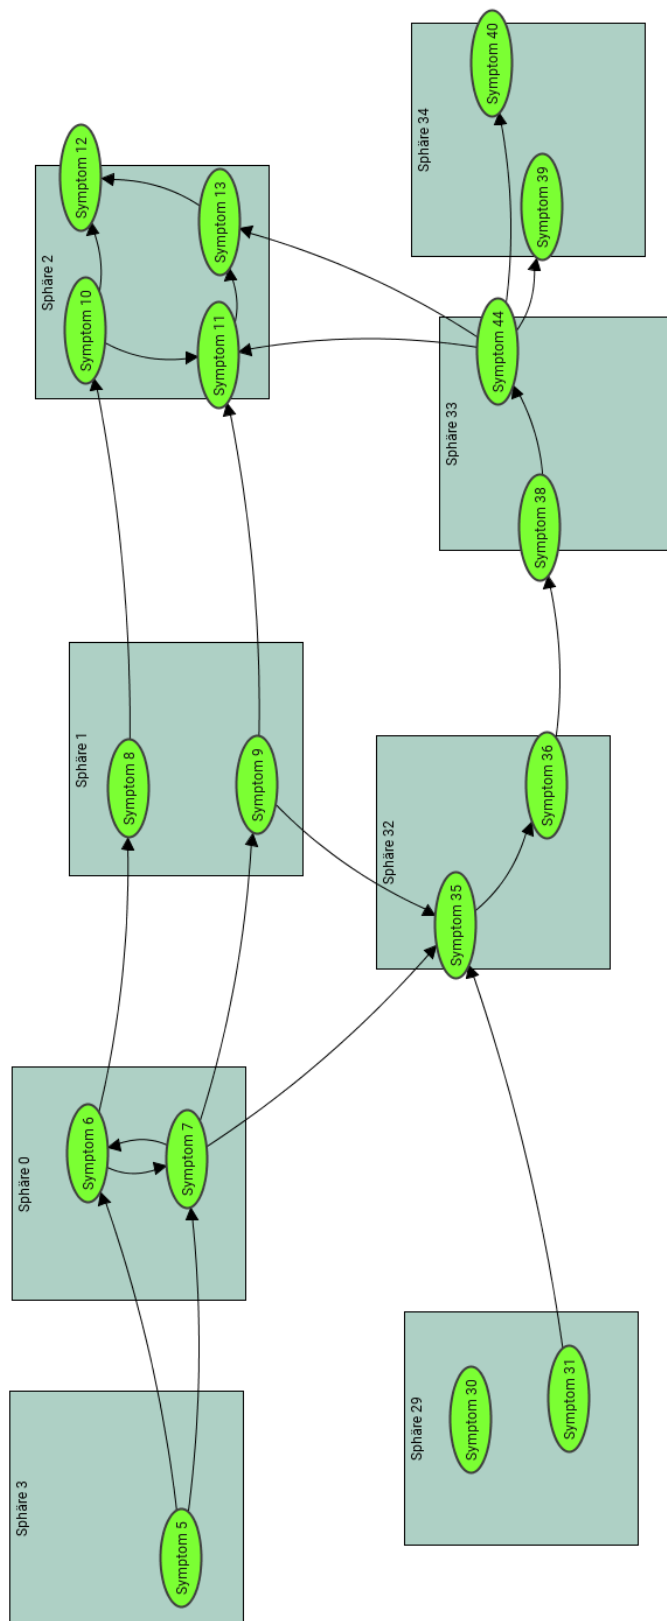 Sphäre 3
Symptom 5
Sphäre 0
Symptom 6
Symptom 7
Sphäre 1
Symptom 8
Symptom 9
Sphäre 2
Symptom 10
Symptom 11
Symptom 12
Symptom 13
Sphäre 29
Symptom 30
Symptom 31
Sphäre 32
Symptom 35
Symptom 36
Sphäre 33
Symptom 38
Symptom 44
Sphäre 34
Symptom 39
Symptom 40